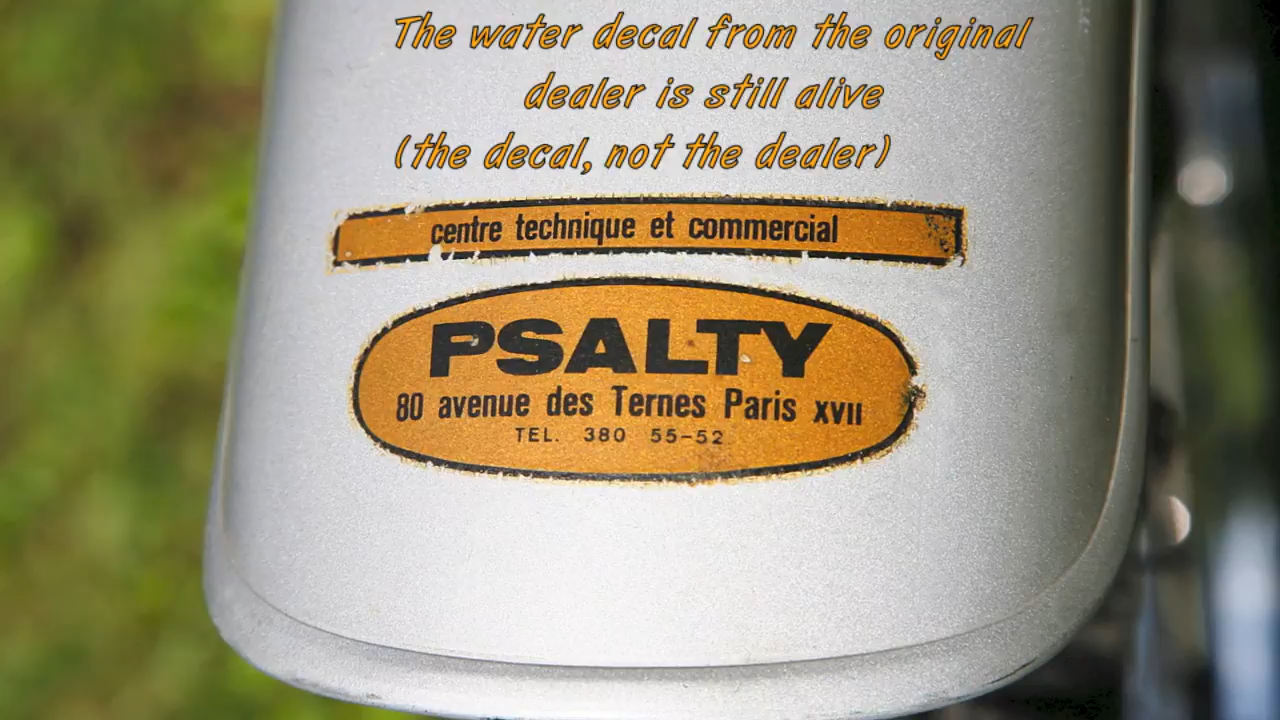 The water decal from the original
dealer is still alive
(the decal, not the dealer)
centre technique et commercial
PSALTY
80 avenue des Ternes Paris XVII
TEL. 380 55-52